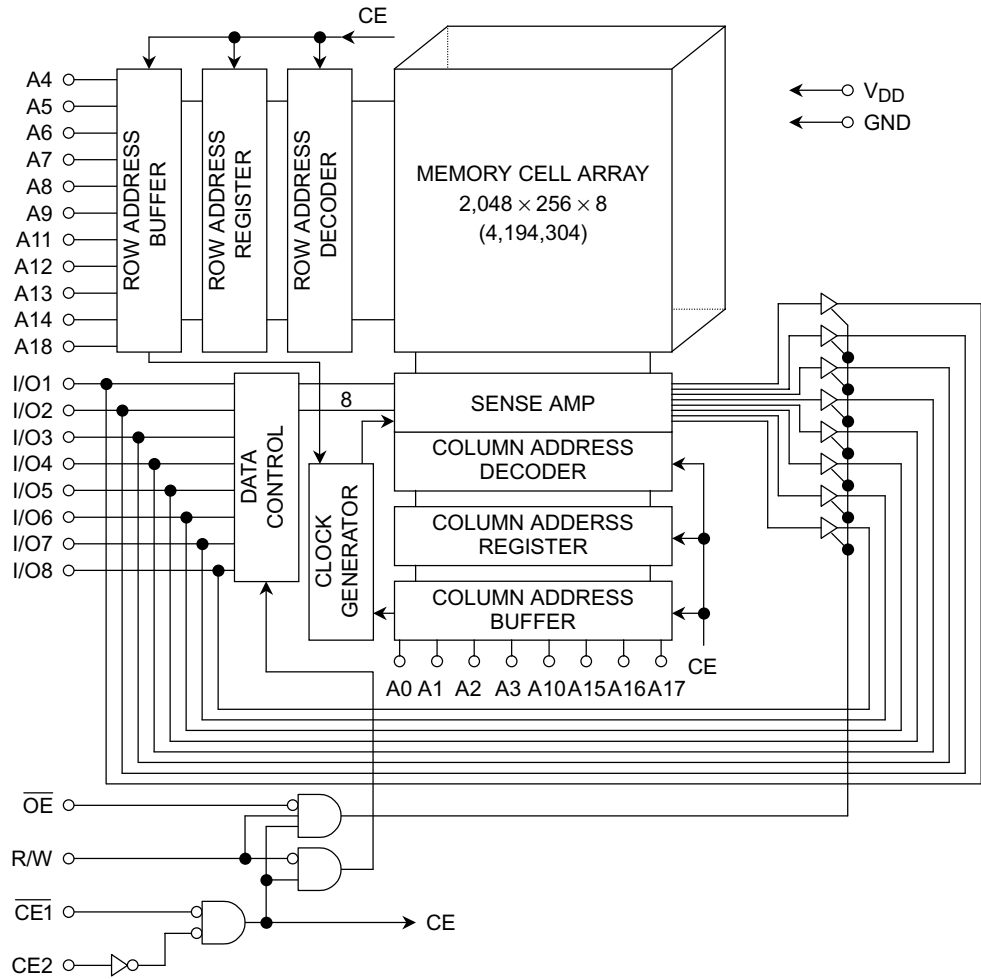 CE
A4
A5
A6
A7
A8
A9
A11
A12
A13
A14
A18
ROW ADDRESS
BUFFER
ROW ADDRESS
REGISTER
ROW ADDRESS
DECODER
MEMORY CELL ARRAY
2,048 × 256 × 8
(4,194,304)
VDD
GND
I/O1
I/O2
I/O3
I/O4
I/O5
I/O6
I/O7
I/O8
DATA
CONTROL
8
CLOCK
GENERATOR
SENSE AMP
COLUMN ADDRESS
DECODER
COLUMN ADDERSS
REGISTER
COLUMN ADDRESS
BUFFER
CE
A0 A1 A2 A3 A10 A15 A16 A17
OE
R/W
CE1
CE2
CE